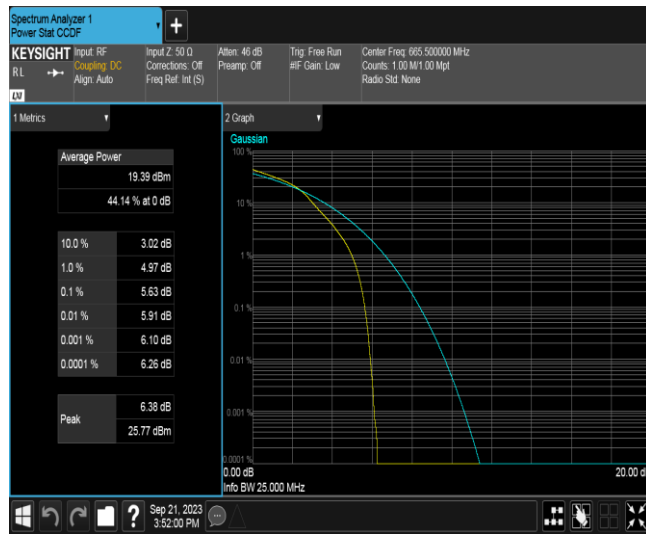 Spectrum Analyzer 1
Power Stat CCDF
+
KEYSIGHT
RL
LXI
Input: RF
Coupling: DC
Align: Auto
Input Z: 50 Ω
Corrections: Off
Freq Ref: Int (S)
Atten: 46 dB
Preamp: Off
Trig: Free Run
#IF Gain: Low
Center Freq: 665.500000 MHz
Counts: 1.00 M/1.00 Mpt
Radio Std: None
1 Metrics
Average Power
19.39 dBm
44.14 % at 0 dB
10.0 % 3.02 dB
1.0 % 4.97 dB
0.1 % 5.63 dB
0.01 % 5.91 dB
0.001 % 6.10 dB
0.0001 % 6.26 dB
Peak
6.38 dB
25.77 dBm
2 Graph
Gaussian
100 %
10 %
1 %
0.1 %
0.01 %
0.001 %
0.0001 %
0.00 dB
20.00 d
Info BW 25.000 MHz
?
Sep 21, 2023
3:52:00 PM